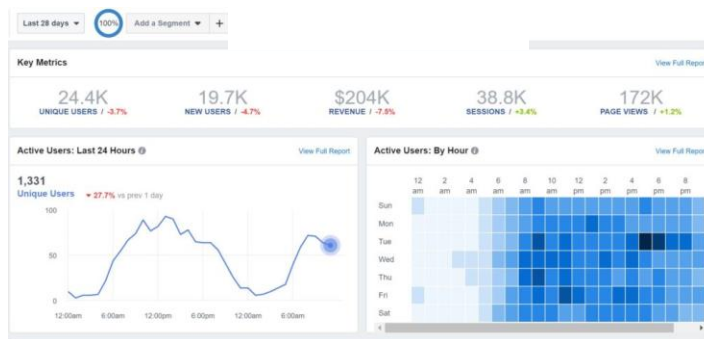 Last 28 days
100%
Add a Segment
+
Key Metrics
View Full Repor
24.4K
19.7K
$204K
38.8K
172K
UNIQUE USERS / -3.7%
NEW USERS / -4.7%
REVENUE / -7.5%
SESSIONS / +3.4%
PAGE VIEWS / +1.2%
Active Users: Last 24 Hours
View Full Report
1,331
Unique Users
27.7% vs prev 1 day
100
50
0
12:00am 6:00am 12:00pm 6:00pm 12:00am 6:00am
Active Users: By Hour
View Full Repor
12 2 4 6 8 10 12 2 4 6 8
am am am am am am pm pm pm pm pm
Sun
Mon
Tue
Wed
Thu
Fri
Sat